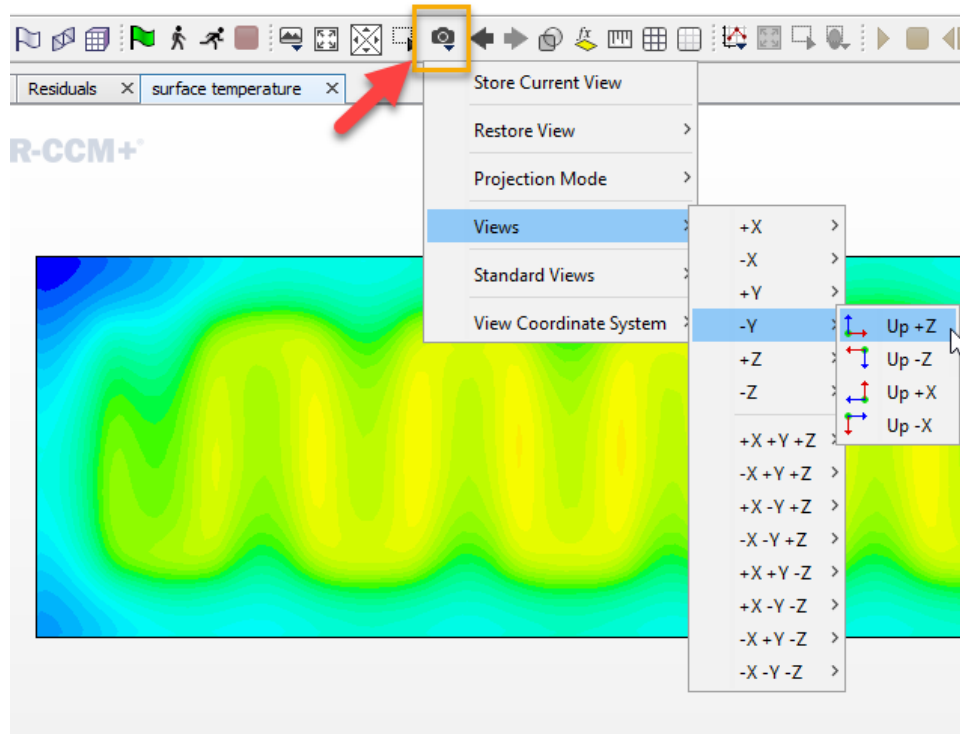 Residuals
surface temperature
R-CCM+
Store Current View
Restore View
Projection Mode
Views
Standard Views
View Coordinate System
+X
-X
+Y
-Y
+Z
-Z
+X +Y +Z
-X +Y +Z
+X -Y +Z
-X -Y +Z
+X +Y -Z
+X -Y -Z
-X +Y -Z
-X -Y -Z
Up +Z
Up -Z
Up +X
Up -X